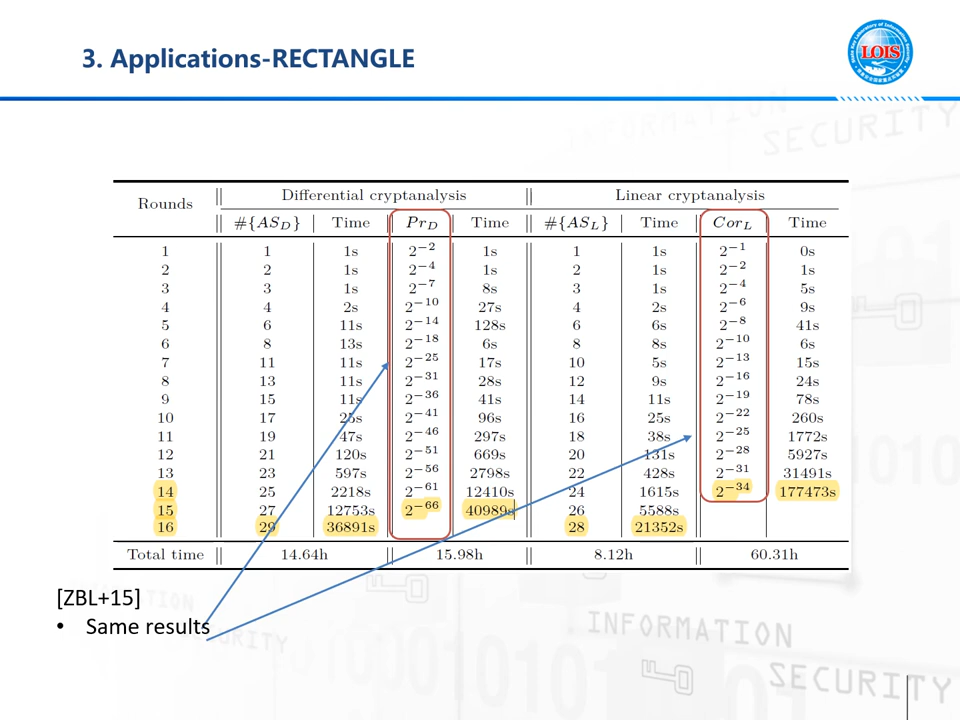 3. Applications-RECTANGLE
LOIS
Rounds Differential cryptanalysis Linear cryptanalysis
#{AS_D} Time Pr_D Time #{AS_L} Time Cor_L Time
1 1 1s 2^−2 1s 1 1s 2^−1 0s
2 2 1s 2^−4 1s 2 1s 2^−2 1s
3 3 1s 2^−7 8s 3 1s 2^−4 5s
4 4 2s 2^−10 27s 4 2s 2^−6 9s
5 6 11s 2^−14 128s 6 6s 2^−8 41s
6 8 13s 2^−18 6s 8 8s 2^−10 6s
7 11 11s 2^−25 17s 10 5s 2^−13 15s
8 13 11s 2^−31 28s 12 9s 2^−16 24s
9 15 11s 2^−36 41s 14 11s 2^−19 78s
10 17 25s 2^−41 96s 16 25s 2^−22 260s
11 19 47s 2^−46 297s 18 38s 2^−25 1772s
12 21 120s 2^−51 669s 20 131s 2^−28 5927s
13 23 597s 2^−56 2798s 22 428s 2^−31 31491s
14 25 2218s 2^−61 12410s 24 1615s 2^−34 177473s
15 27 12753s 2^−66 40989s 26 5588s
16 29 36891s 28 21352s
Total time 14.64h 15.98h 8.12h 60.31h
[ZBL+15]
• Same results
INFORMATION
SECURITY